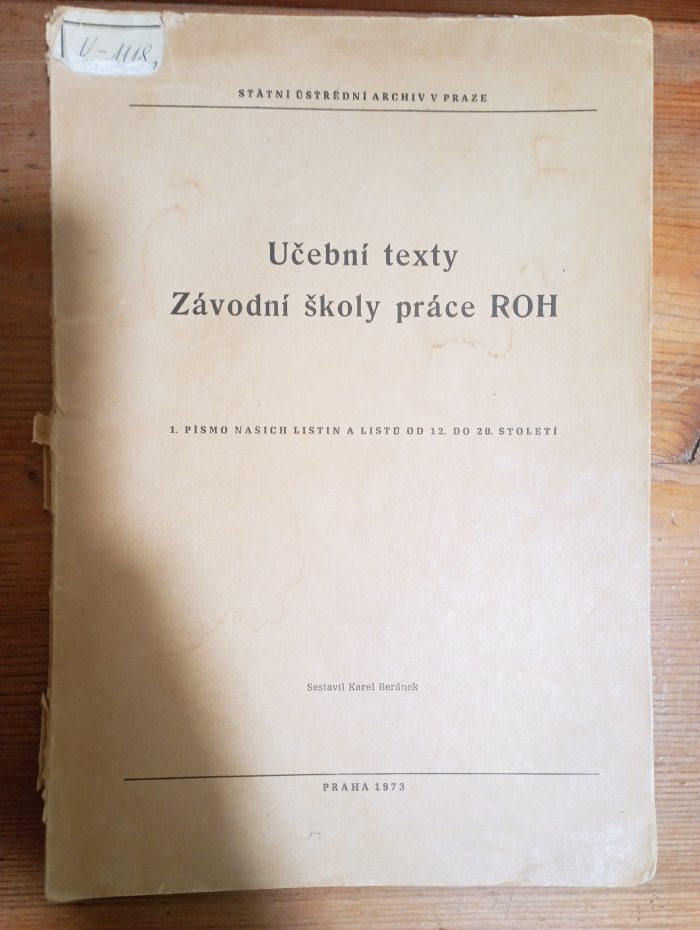 V-1118,
STÁTNÍ ÚSTŘEDNÍ ARCHIV V PRAZE
Učební texty
Závodní školy práce ROH
1. PÍSMO NAŠICH LISTIN A LISTŮ OD 12. DO 20. STOLETÍ
Sestavil Karel Beránek
PRAHA 1973